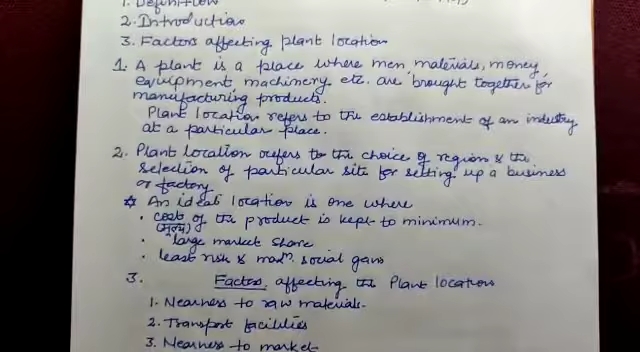 1. Definition
2. Introduction
3. Factors affecting plant location
1. A plant is a place where men, materials, money,
equipment, machinery etc. are brought together for
manufacturing products.
Plant location refers to the establishment of an industry
at a particular place.
2. Plant location refers to the choice of region & the
selection of particular site for setting up a business
or factory
☆ An ideal location is one where
• cost of the product is kept to minimum.
(मूल्य)
• large market share
• least risk & maxm. social gain
3. Factors affecting the Plant location
1. Nearness to raw materials-
2. Transport facilities
3. Nearness to market-